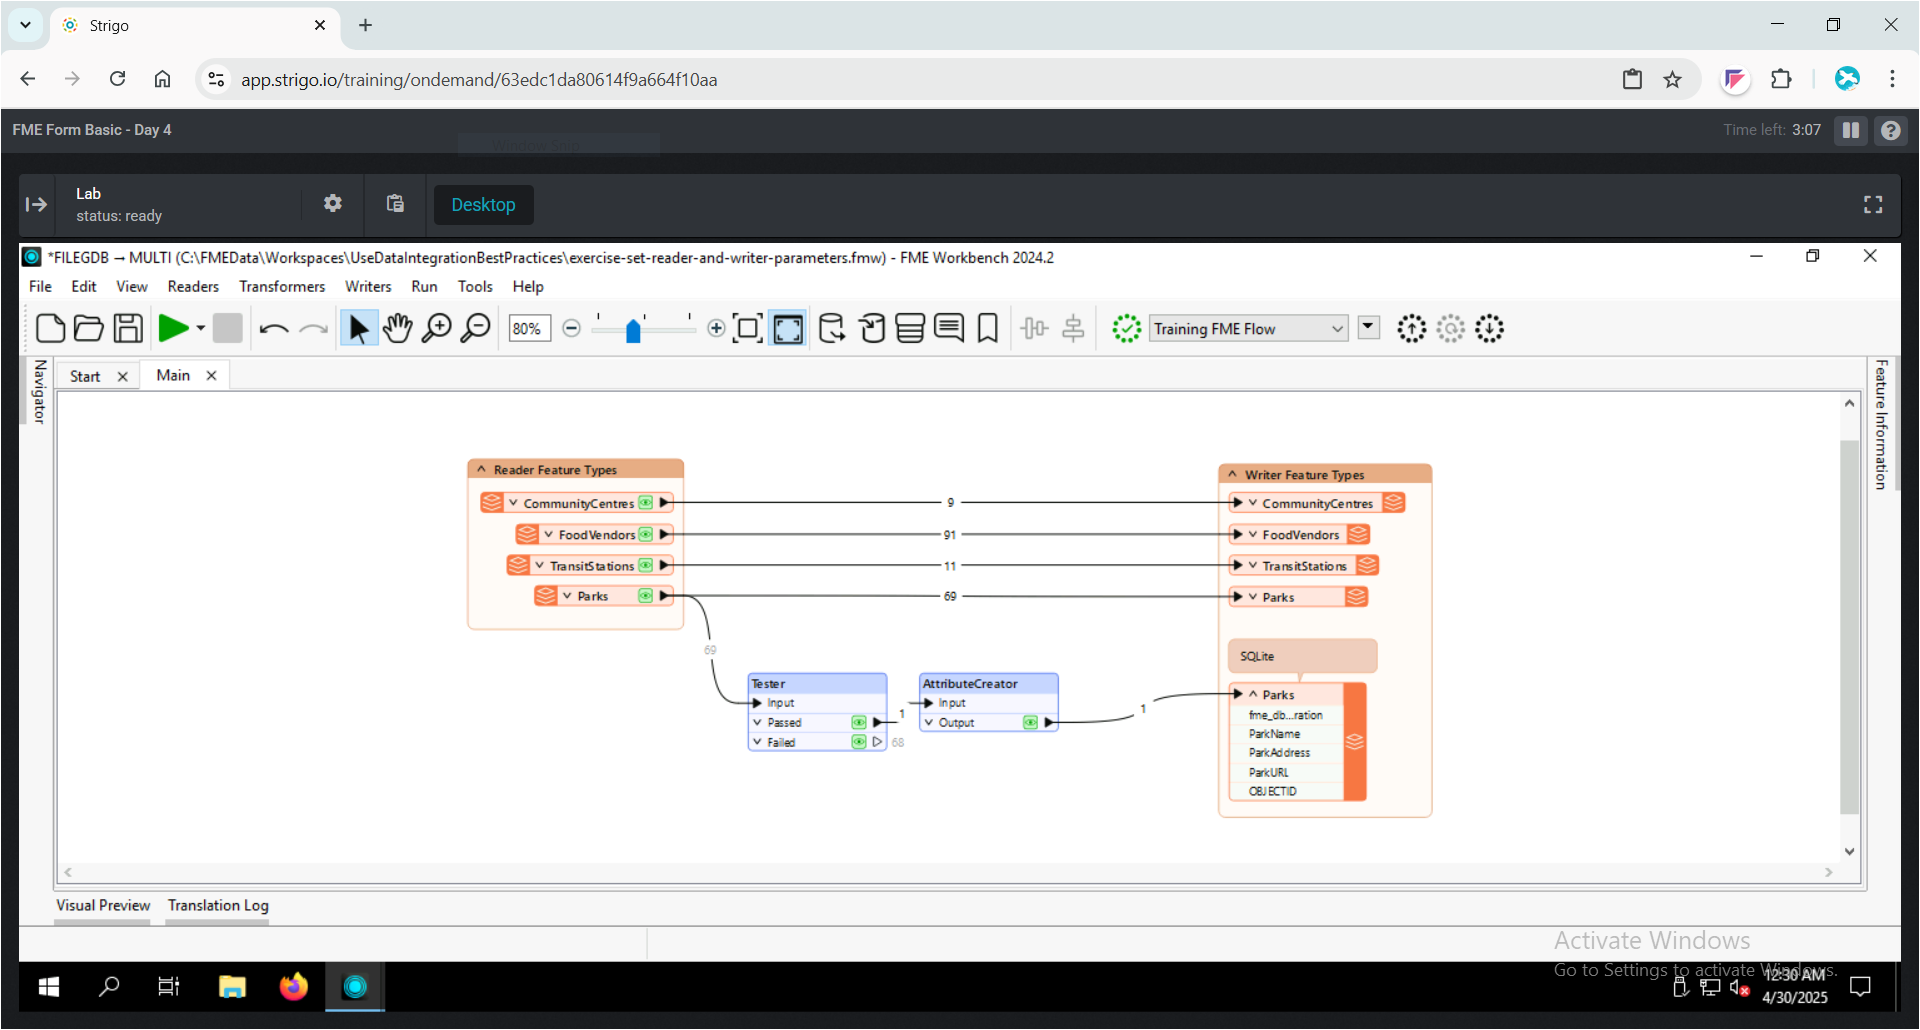 Strigo
app.strigo.io/training/ondemand/63edc1da80614f9a664f10aa
FME Form Basic - Day 4
Window Snip
Time left: 3:07
Lab
status: ready
Desktop
*FILEGDB → MULTI (C:\FMEData\Workspaces\UseDataIntegrationBestPractices\exercise-set-reader-and-writer-parameters.fmw) - FME Workbench 2024.2
File Edit View Readers Transformers Writers Run Tools Help
80%
Training FME Flow
Navigator
Start
Main
Feature Information
Reader Feature Types
CommunityCentres
FoodVendors
TransitStations
Parks
9
91
11
69
69
Writer Feature Types
CommunityCentres
FoodVendors
TransitStations
Parks
SQLite
Parks
fme_db...ration
ParkName
ParkAddress
ParkURL
OBJECTID
Tester
Input
Passed
Failed
1
68
AttributeCreator
Input
Output
1
Visual Preview
Translation Log
Activate Windows
Go to Settings to activate Windows.
12:30 AM
4/30/2025